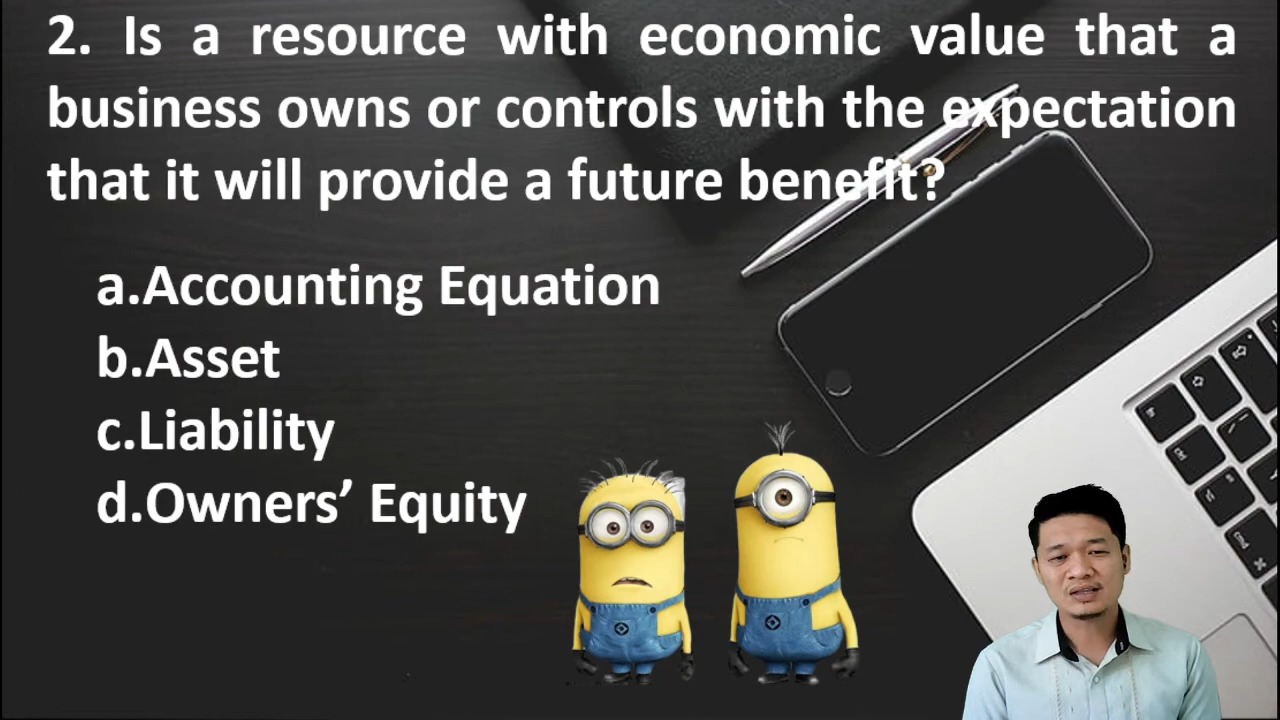 2. Is a resource with economic value that a
business owns or controls with the expectation
that it will provide a future benefit?
a.Accounting Equation
b.Asset
c.Liability
d.Owners’ Equity